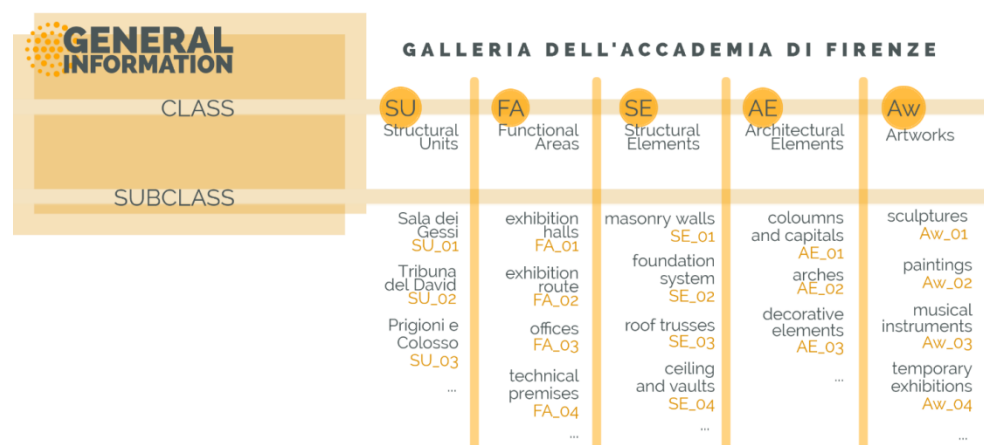 GENERAL
INFORMATION
GALLERIA DELL'ACCADEMIA DI FIRENZE
CLASS
SU
Structural
Units
FA
Functional
Areas
SE
Structural
Elements
AE
Architectural
Elements
Aw
Artworks
SUBCLASS
Sala dei
Gessi
SU_01
Tribuna
del David
SU_02
Prigioni e
Colosso
SU_03
...
exhibition
halls
FA_01
exhibition
route
FA_02
offices
FA_03
technical
premises
FA_04
...
masonry walls
SE_01
foundation
system
SE_02
roof trusses
SE_03
ceiling
and vaults
SE_04
...
coloumns
and capitals
AE_01
arches
AE_02
decorative
elements
AE_03
...
sculptures
Aw_01
paintings
Aw_02
musical
instruments
Aw_03
temporary
exhibitions
Aw_04
...